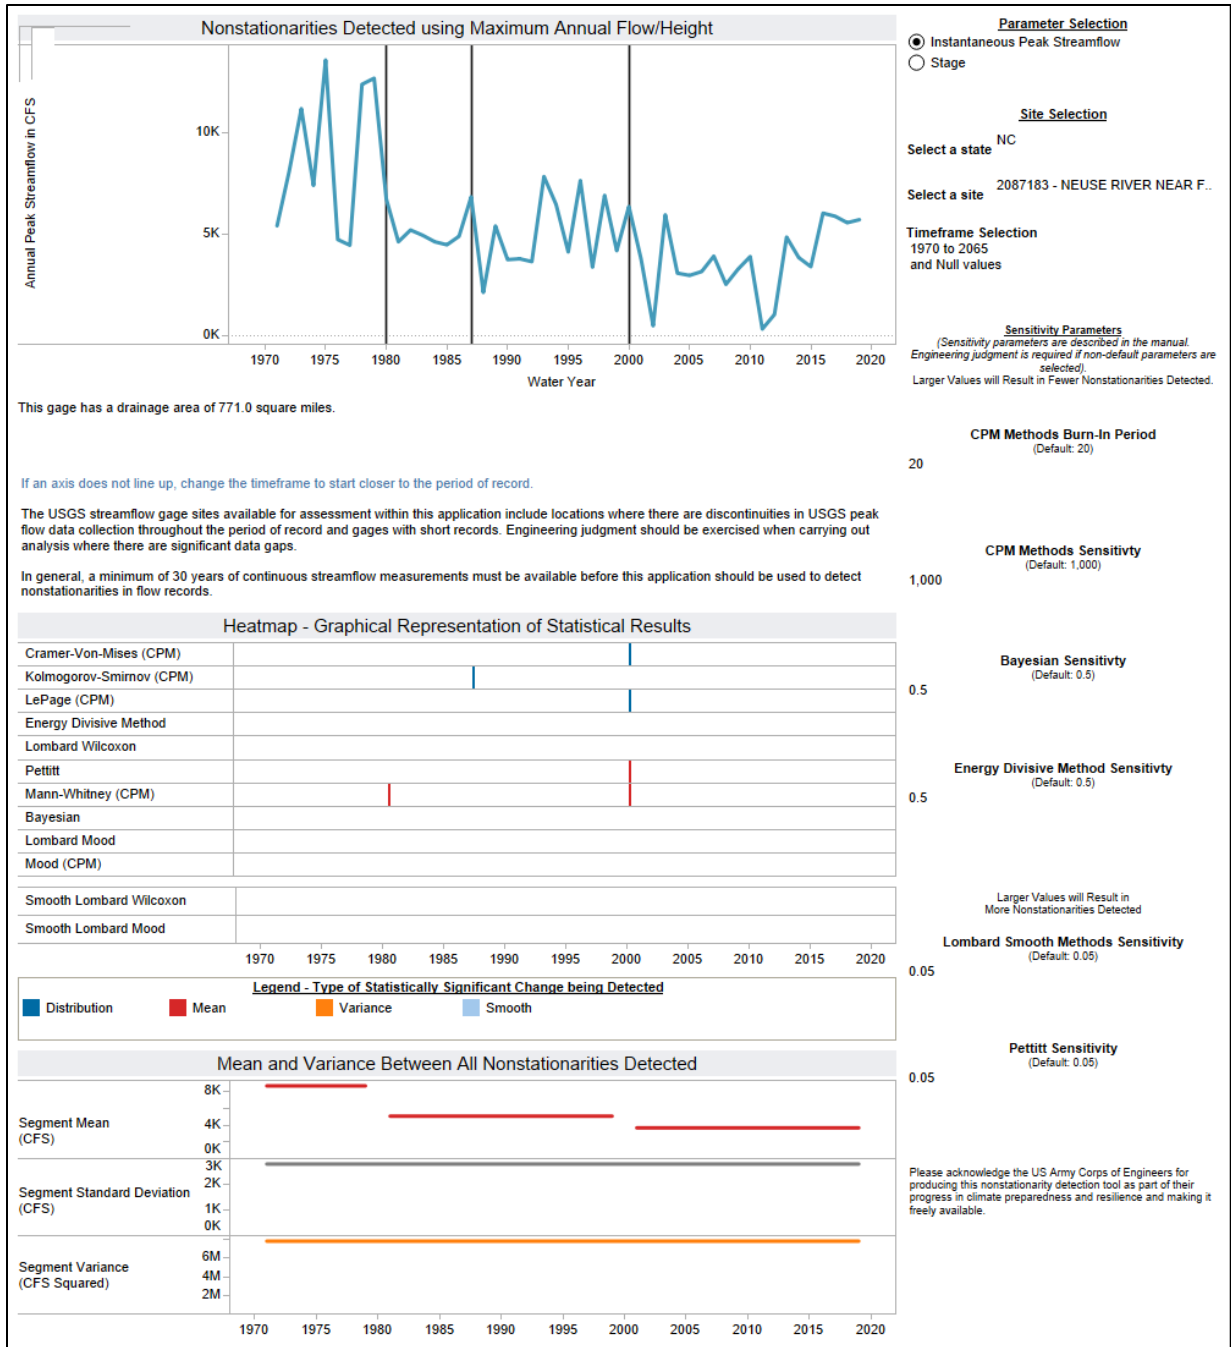 Nonstationarities Detected using Maximum Annual Flow/Height
Annual Peak Streamflow in CFS
10K
5K
0K
1970 1975 1980 1985 1990 1995 2000 2005 2010 2015 2020
Water Year
This gage has a drainage area of 771.0 square miles.
If an axis does not line up, change the timeframe to start closer to the period of record.
The USGS streamflow gage sites available for assessment within this application include locations where there are discontinuities in USGS peak
flow data collection throughout the period of record and gages with short records. Engineering judgment should be exercised when carrying out
analysis where there are significant data gaps.
In general, a minimum of 30 years of continuous streamflow measurements must be available before this application should be used to detect
nonstationarities in flow records.
Heatmap - Graphical Representation of Statistical Results
Cramer-Von-Mises (CPM)
Kolmogorov-Smirnov (CPM)
LePage (CPM)
Energy Divisive Method
Lombard Wilcoxon
Pettitt
Mann-Whitney (CPM)
Bayesian
Lombard Mood
Mood (CPM)
Smooth Lombard Wilcoxon
Smooth Lombard Mood
1970 1975 1980 1985 1990 1995 2000 2005 2010 2015 2020
Legend - Type of Statistically Significant Change being Detected
Distribution Mean Variance Smooth
Mean and Variance Between All Nonstationarities Detected
Segment Mean
(CFS)
8K
4K
0K
Segment Standard Deviation
(CFS)
3K
2K
1K
0K
Segment Variance
(CFS Squared)
6M
4M
2M
1970 1975 1980 1985 1990 1995 2000 2005 2010 2015 2020
Parameter Selection
Instantaneous Peak Streamflow
Stage
Site Selection
Select a state NC
Select a site 2087183 - NEUSE RIVER NEAR F..
Timeframe Selection
1970 to 2065
and Null values
Sensitivity Parameters
(Sensitivity parameters are described in the manual.
Engineering judgment is required if non-default parameters are
selected).
Larger Values will Result in Fewer Nonstationarities Detected.
CPM Methods Burn-In Period
(Default: 20)
20
CPM Methods Sensitivty
(Default: 1,000)
1,000
Bayesian Sensitivty
(Default: 0.5)
0.5
Energy Divisive Method Sensitivty
(Default: 0.5)
0.5
Larger Values will Result in
More Nonstationarities Detected
Lombard Smooth Methods Sensitivity
(Default: 0.05)
0.05
Pettitt Sensitivity
(Default: 0.05)
0.05
Please acknowledge the US Army Corps of Engineers for
producing this nonstationarity detection tool as part of their
progress in climate preparedness and resilience and making it
freely available.